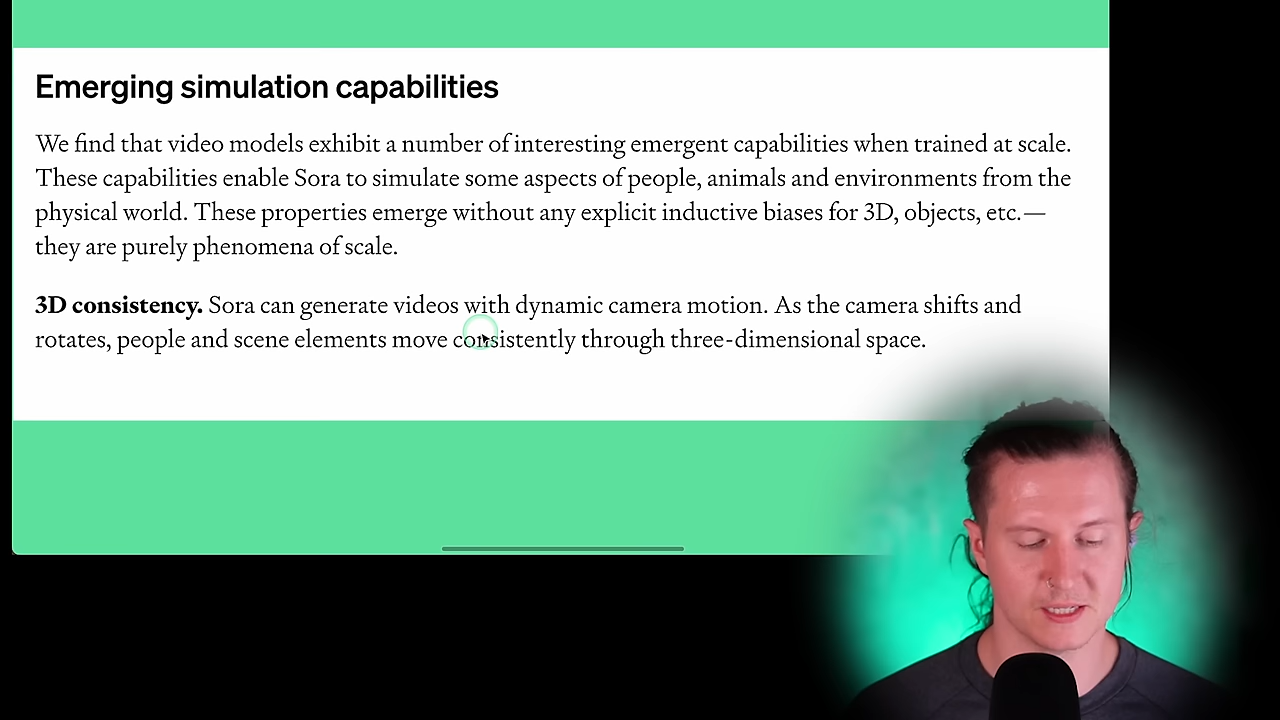 Emerging simulation capabilities
We find that video models exhibit a number of interesting emergent capabilities when trained at scale.
These capabilities enable Sora to simulate some aspects of people, animals and environments from the
physical world. These properties emerge without any explicit inductive biases for 3D, objects, etc.—
they are purely phenomena of scale.
3D consistency. Sora can generate videos with dynamic camera motion. As the camera shifts and
rotates, people and scene elements move consistently through three-dimensional space.